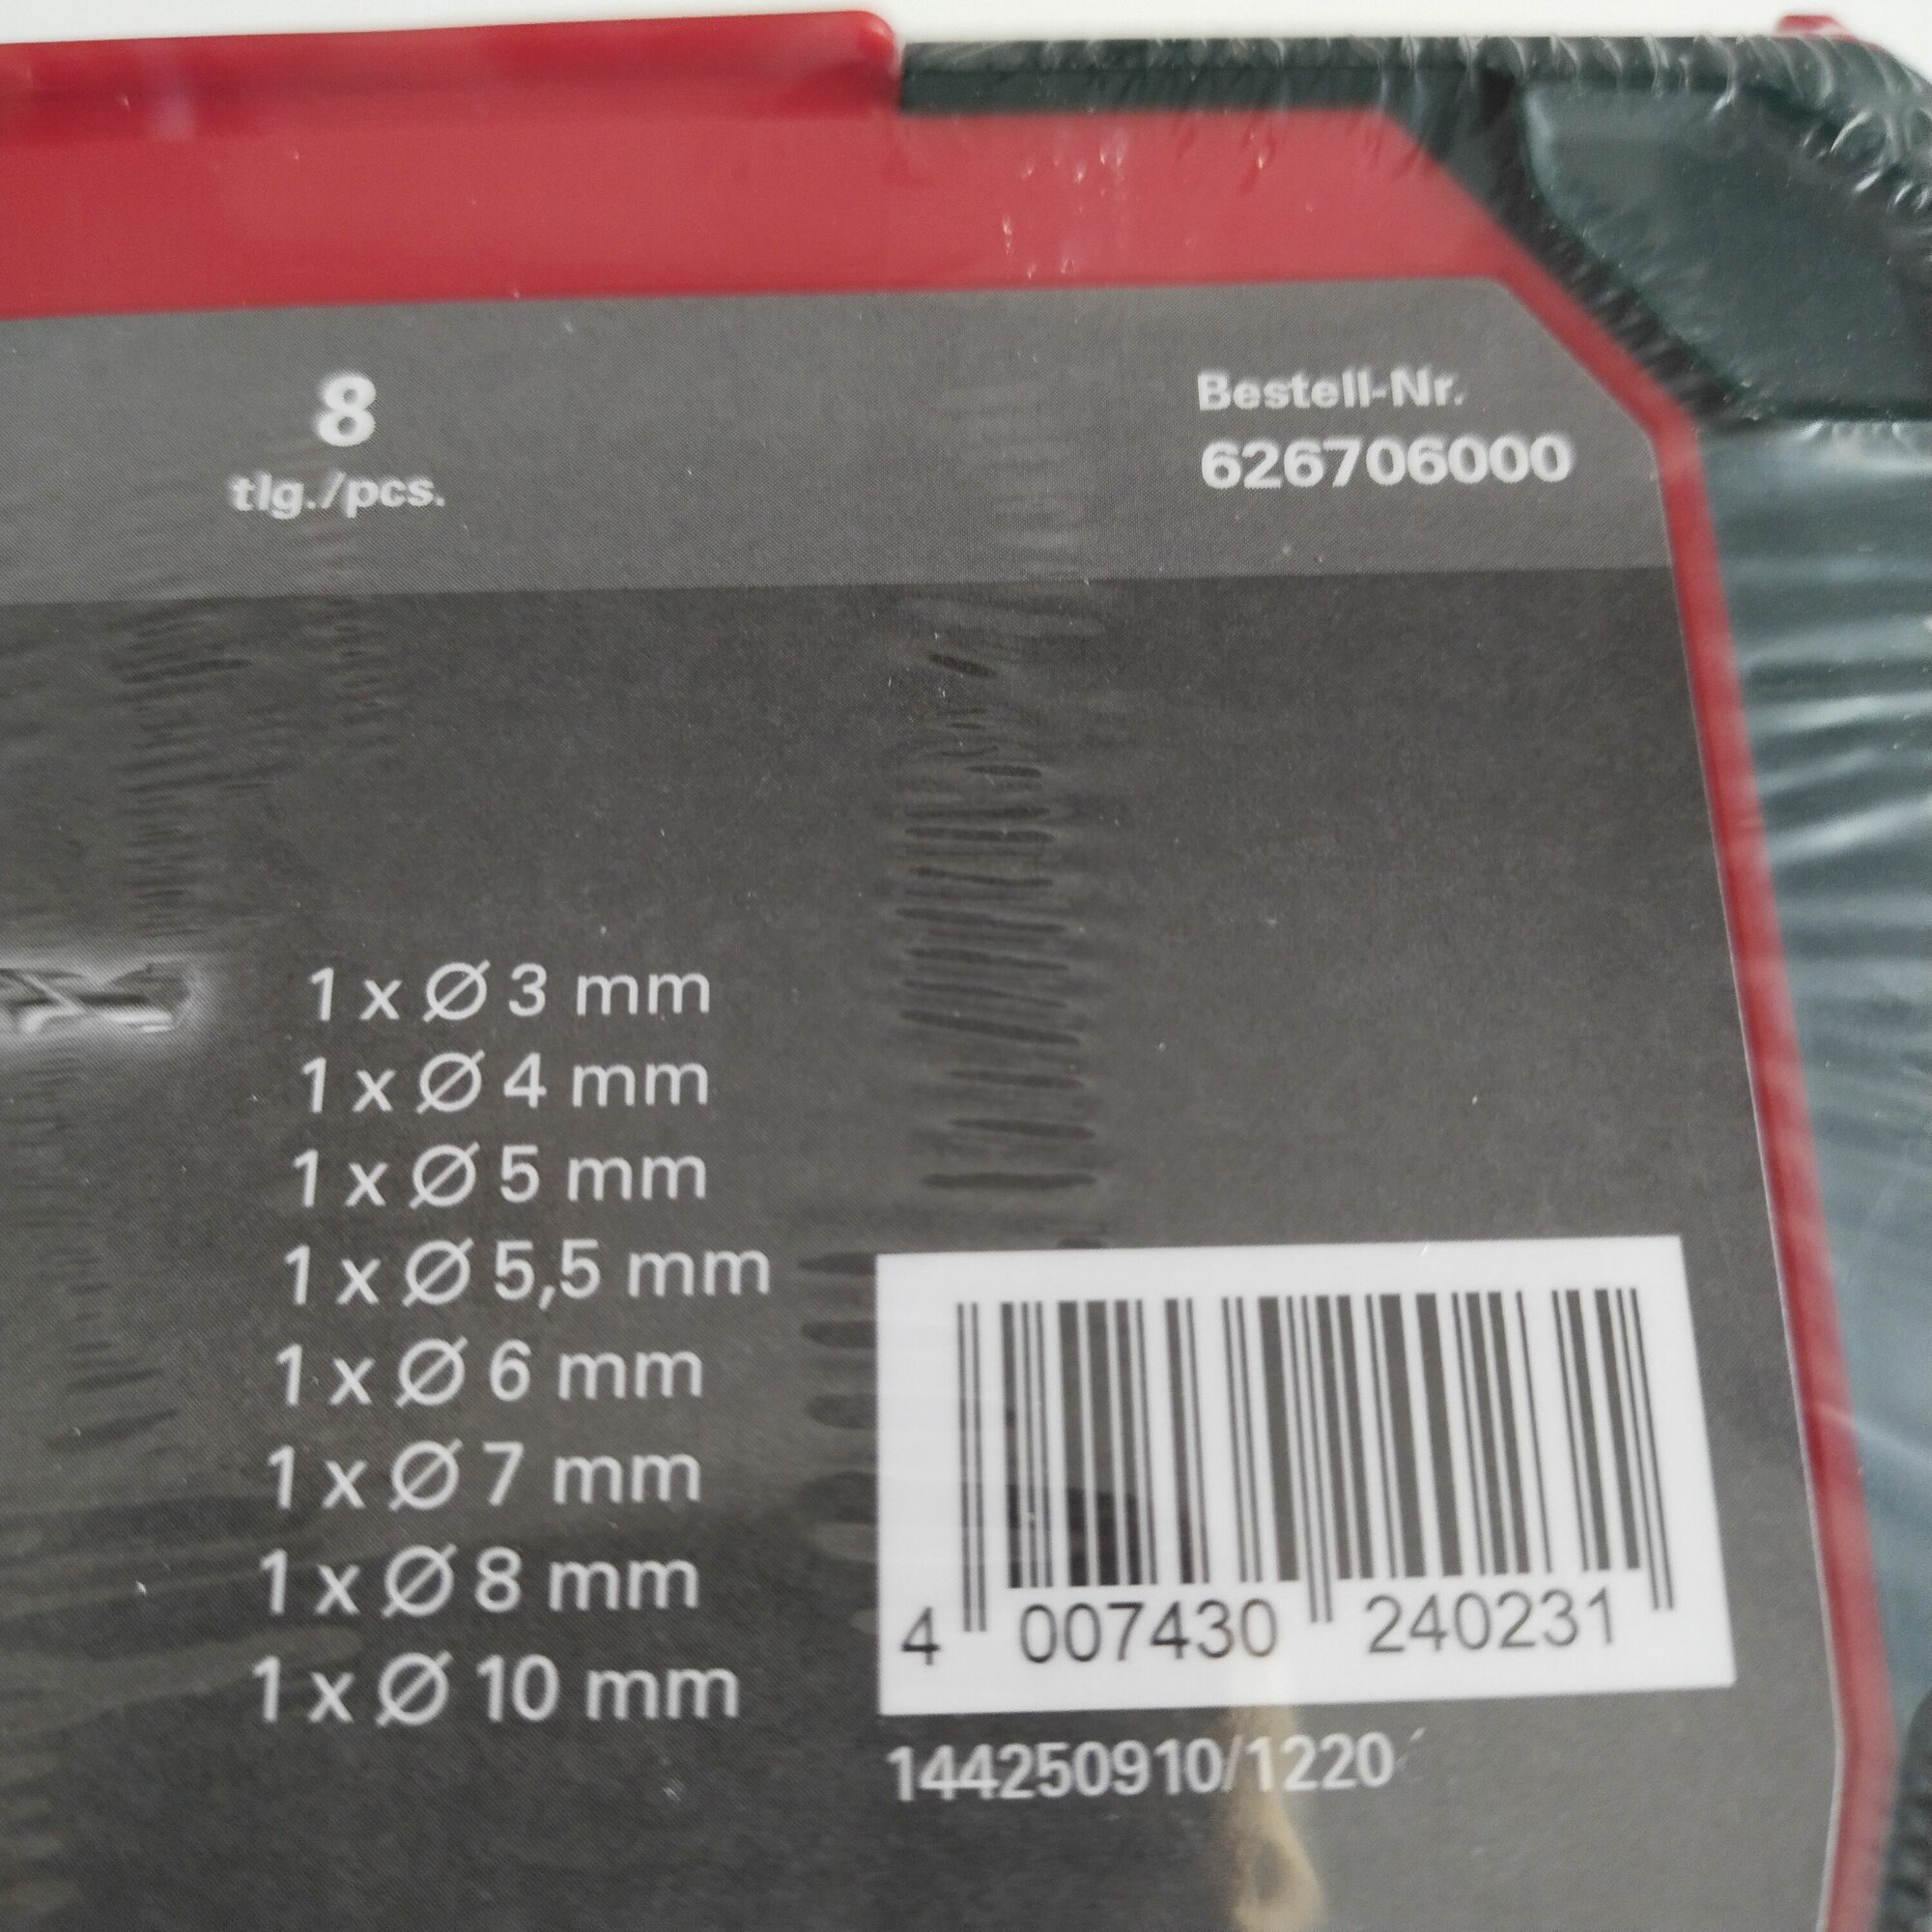 8
tlg./pcs.
Bestell-Nr.
626706000
1 x Ø 3 mm
1 x Ø 4 mm
1 x Ø 5 mm
1 x Ø 5,5 mm
1 x Ø 6 mm
1 x Ø 7 mm
1 x Ø 8 mm
1 x Ø 10 mm
4 007430 240231
144250910/1220